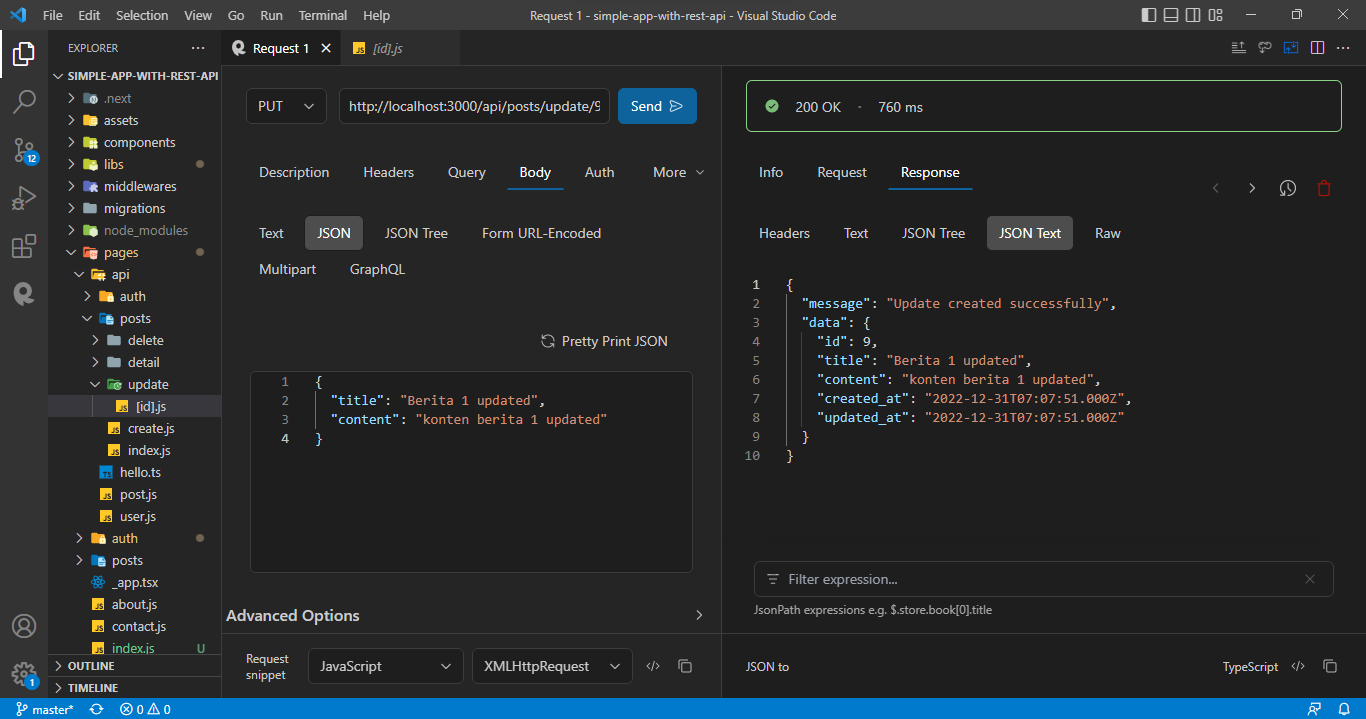 File Edit Selection View Go Run Terminal Help
Request 1 - simple-app-with-rest-api - Visual Studio Code
EXPLORER
Request 1
[id].js
SIMPLE-APP-WITH-REST-API
.next
assets
components
libs
middlewares
migrations
node_modules
pages
api
auth
posts
delete
detail
update
JS [id].js
JS create.js
JS index.js
TS hello.ts
JS post.js
JS user.js
auth
posts
_app.tsx
JS about.js
JS contact.js
JS index.js U
OUTLINE
TIMELINE
12
1
PUT
http://localhost:3000/api/posts/update/9
Send
Description Headers Query Body Auth More
Text JSON JSON Tree Form URL-Encoded
Multipart GraphQL
Pretty Print JSON
1 {
2 "title": "Berita 1 updated",
3 "content": "konten berita 1 updated"
4 }
Advanced Options
Request snippet
JavaScript
XMLHttpRequest
200 OK - 760 ms
Info Request Response
Headers Text JSON Tree JSON Text Raw
1 {
2 "message": "Update created successfully",
3 "data": {
4 "id": 9,
5 "title": "Berita 1 updated",
6 "content": "konten berita 1 updated",
7 "created_at": "2022-12-31T07:07:51.000Z",
8 "updated_at": "2022-12-31T07:07:51.000Z"
9 }
10 }
Filter expression...
JsonPath expressions e.g. $.store.book[0].title
JSON to
TypeScript
master* 0 0